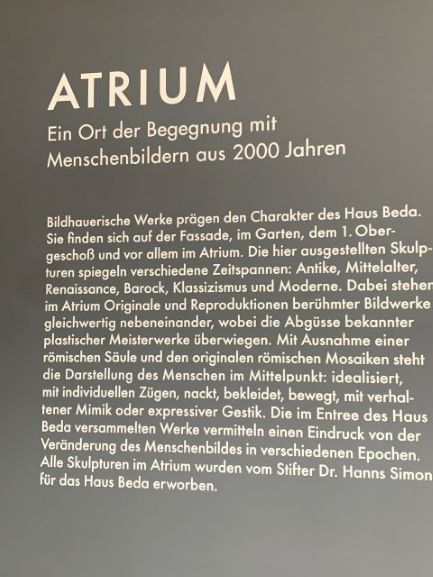 ATRIUM
Ein Ort der Begegnung mit
Menschenbildern aus 2000 Jahren
Bildhauerische Werke prägen den Charakter des Haus Beda.
Sie finden sich auf der Fassade, im Garten, dem 1. Ober-
geschoß und vor allem im Atrium. Die hier ausgestellten Skulp-
turen spiegeln verschiedene Zeitspannen: Antike, Mittelalter,
Renaissance, Barock, Klassizismus und Moderne. Dabei stehen
im Atrium Originale und Reproduktionen berühmter Bildwerke
gleichwertig nebeneinander, wobei die Abgüsse bekannter
plastischer Meisterwerke überwiegen. Mit Ausnahme einer
römischen Säule und den originalen römischen Mosaiken steht
die Darstellung des Menschen im Mittelpunkt: idealisiert,
mit individuellen Zügen, nackt, bekleidet, bewegt, mit verhal-
tener Mimik oder expressiver Gestik. Die im Entree des Haus
Beda versammelten Werke vermitteln einen Eindruck von der
Veränderung des Menschenbildes in verschiedenen Epochen.
Alle Skulpturen im Atrium wurden vom Stifter Dr. Hanns Simon
für das Haus Beda erworben.